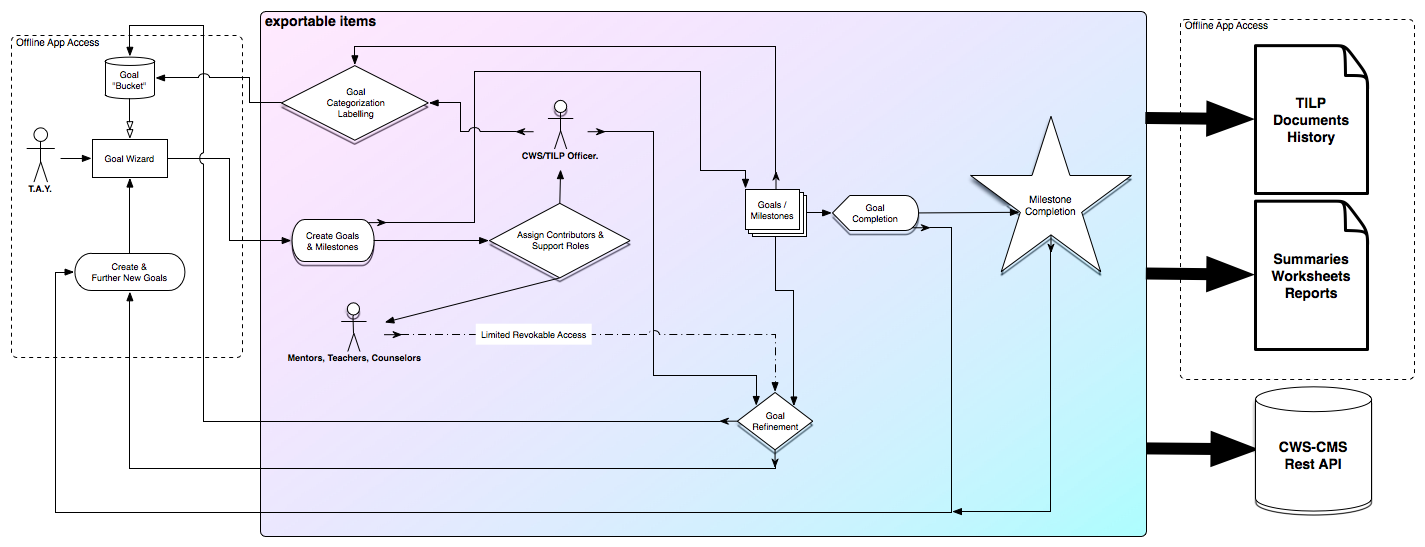 exportable items
Offline App Access
Goal
"Bucket"
T.A.Y.
Goal Wizard
Create &
Further New Goals
Goal
Categorization
Labelling
CWS/TILP Officer.
Create Goals
& Milestones
Assign Contributors &
Support Roles
Mentors, Teachers, Counselors
Limited Revokable Access
Goals /
Milestones
Goal
Completion
Milestone
Completion
Goal
Refinement
Offline App Access
TILP
Documents
History
Summaries
Worksheets
Reports
CWS-CMS
Rest API